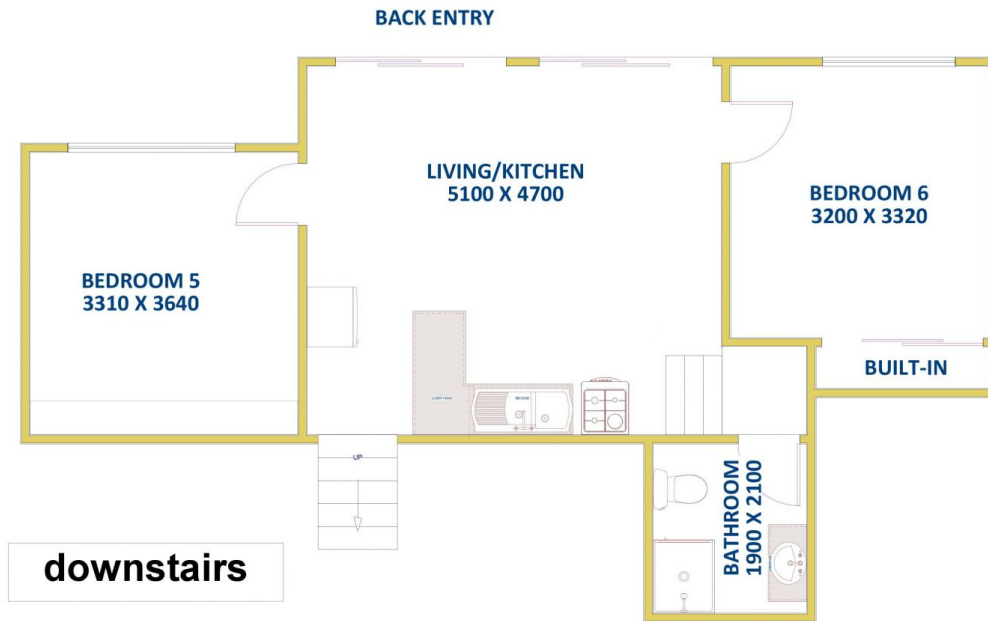 BACK ENTRY
LIVING/KITCHEN
5100 X 4700
BEDROOM 6
3200 X 3320
BEDROOM 5
3310 X 3640
BUILT-IN
UP
BATHROOM
1900 X 2100
downstairs